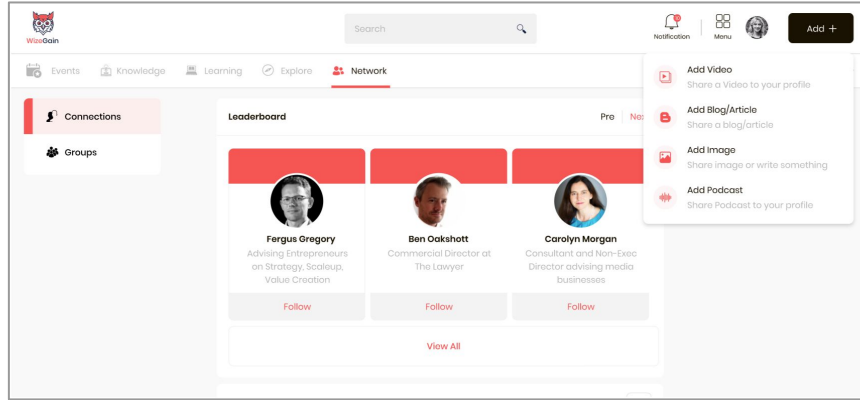 WizeGain
Search
Notification
Menu
Add +
Events
Knowledge
Learning
Explore
Network
Add Video
Share a Video to your profile
Add Blog/Article
Share a blog/article
Add Image
Share image or write something
Add Podcast
Share Podcast to your profile
Connections
Groups
Leaderboard
Pre
Fergus Gregory
Advising Entrepreneurs
on Strategy, Scaleup,
Value Creation
Follow
Ben Oakshott
Commercial Director at
The Lawyer
Follow
Carolyn Morgan
Consultant and Non-Exec
Director advising media
businesses
Follow
View All